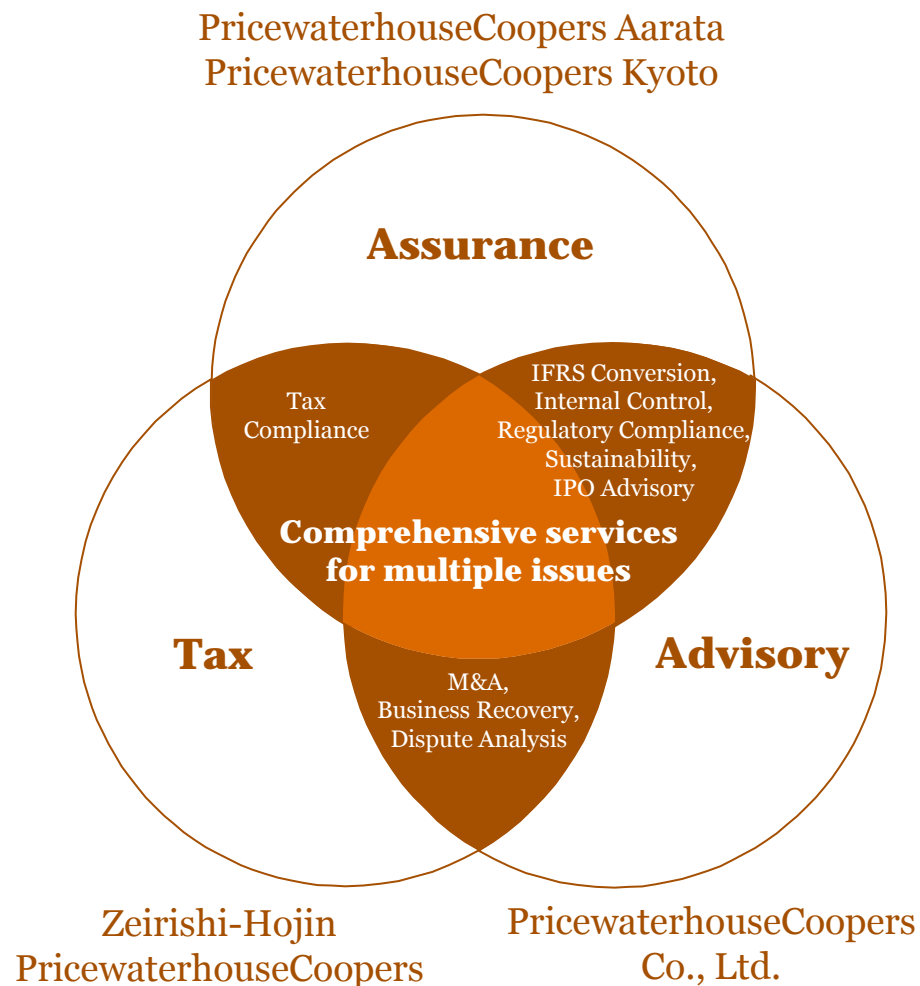 PricewaterhouseCoopers Aarata
PricewaterhouseCoopers Kyoto
Assurance
Tax
Compliance
IFRS Conversion,
Internal Control,
Regulatory Compliance,
Sustainability,
IPO Advisory
Comprehensive services
for multiple issues
Tax
Advisory
M&A,
Business Recovery,
Dispute Analysis
Zeirishi-Hojin
PricewaterhouseCoopers
PricewaterhouseCoopers
Co., Ltd.